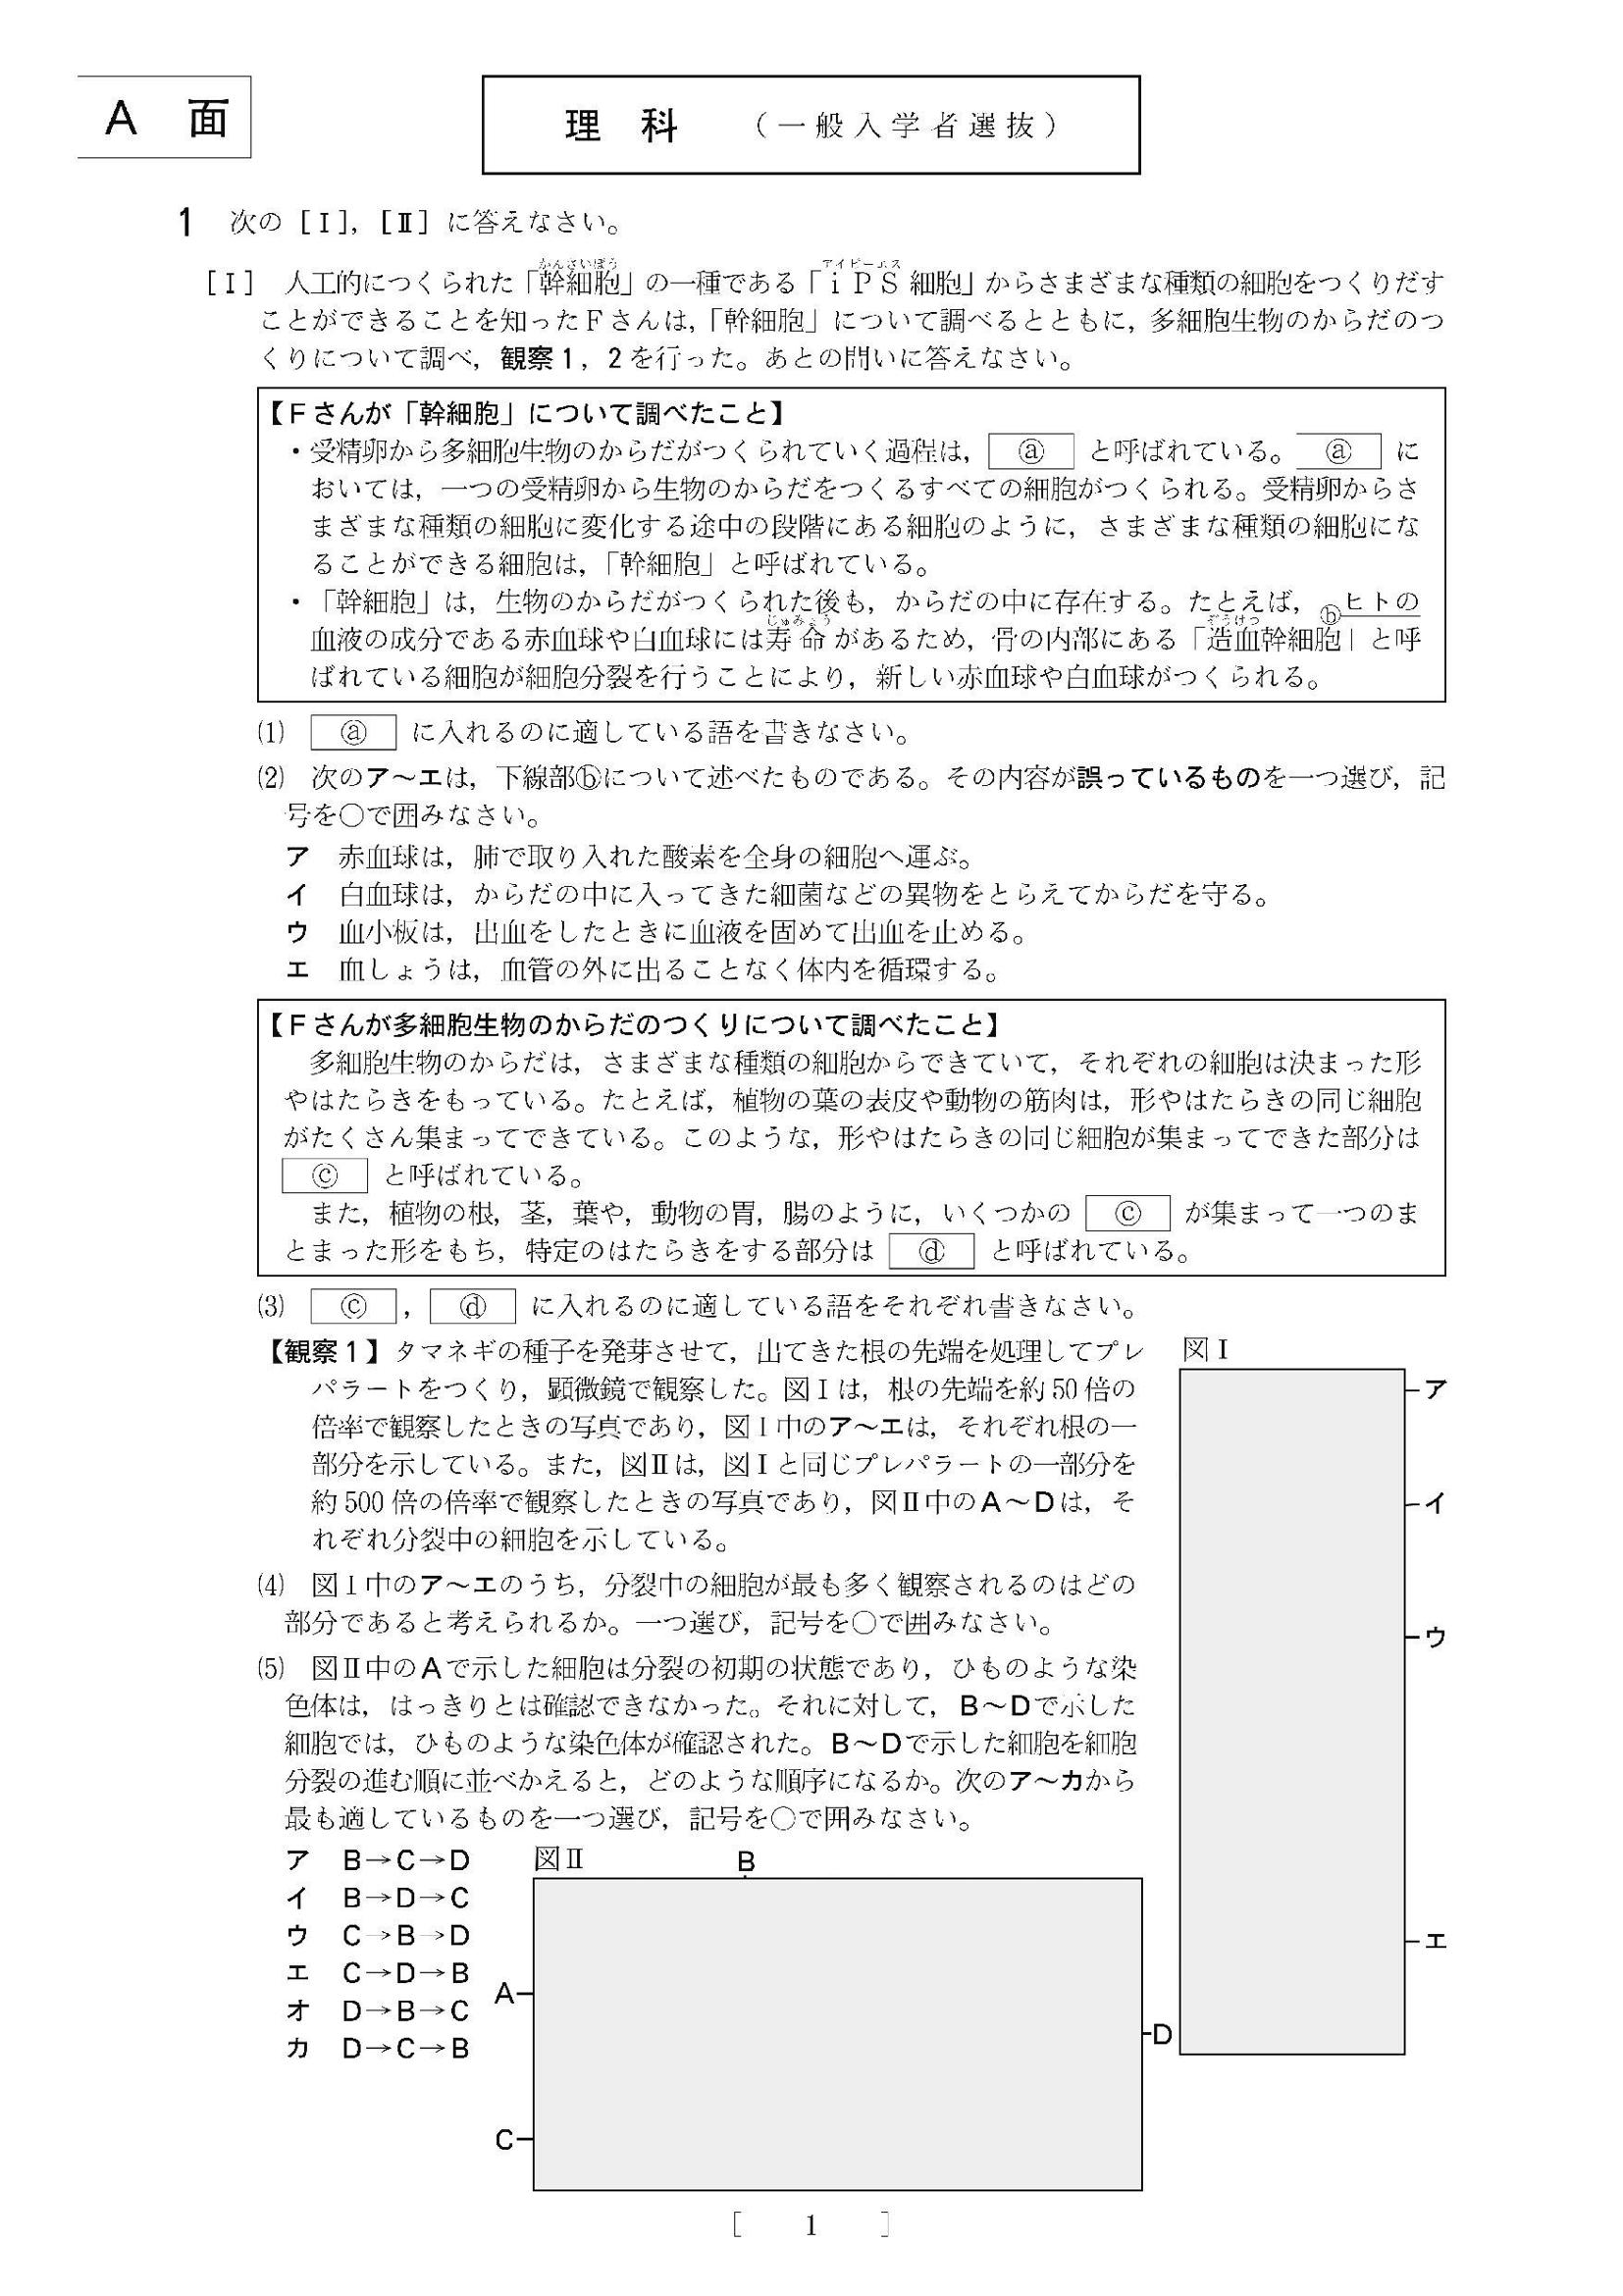 A 面
理 科 （一般入学者選抜）
1 次の［Ⅰ］，［Ⅱ］に答えなさい。
［Ⅰ］ 人工的につくられた「幹細胞」の一種である「ｉＰＳ細胞」からさまざまな種類の細胞をつくりだす
かんさいぼう アイピーエス
ことができることを知ったＦさんは，「幹細胞」について調べるとともに，多細胞生物のからだのつ
くりについて調べ，観察１，２を行った。あとの問いに答えなさい。
【Ｆさんが「幹細胞」について調べたこと】
・受精卵から多細胞生物のからだがつくられていく過程は， ⓐ と呼ばれている。 ⓐ に
おいては，一つの受精卵から生物のからだをつくるすべての細胞がつくられる。受精卵からさ
まざまな種類の細胞に変化する途中の段階にある細胞のように，さまざまな種類の細胞にな
ることができる細胞は，「幹細胞」と呼ばれている。
・「幹細胞」は，生物のからだがつくられた後も，からだの中に存在する。たとえば，ⓑヒトの
血液の成分である赤血球や白血球には寿命があるため，骨の内部にある「造血幹細胞」と呼
じゅみょう ぞうけつ
ばれている細胞が細胞分裂を行うことにより，新しい赤血球や白血球がつくられる。
(1) ⓐ に入れるのに適している語を書きなさい。
(2) 次のア～エは，下線部ⓑについて述べたものである。その内容が誤っているものを一つ選び，記
号を○で囲みなさい。
ア 赤血球は，肺で取り入れた酸素を全身の細胞へ運ぶ。
イ 白血球は，からだの中に入ってきた細菌などの異物をとらえてからだを守る。
ウ 血小板は，出血をしたときに血液を固めて出血を止める。
エ 血しょうは，血管の外に出ることなく体内を循環する。
【Ｆさんが多細胞生物のからだのつくりについて調べたこと】
多細胞生物のからだは，さまざまな種類の細胞からできていて，それぞれの細胞は決まった形
やはたらきをもっている。たとえば，植物の葉の表皮や動物の筋肉は，形やはたらきの同じ細胞
がたくさん集まってできている。このような，形やはたらきの同じ細胞が集まってできた部分は
ⓒ と呼ばれている。
また，植物の根，茎，葉や，動物の胃，腸のように，いくつかの ⓒ が集まって一つのま
とまった形をもち，特定のはたらきをする部分は ⓓ と呼ばれている。
(3) ⓒ ， ⓓ に入れるのに適している語をそれぞれ書きなさい。
【観察１】タマネギの種子を発芽させて，出てきた根の先端を処理してプレ
パラートをつくり，顕微鏡で観察した。図Ⅰは，根の先端を約50倍の
倍率で観察したときの写真であり，図Ⅰ中のア～エは，それぞれ根の一
部分を示している。また，図Ⅱは，図Ⅰと同じプレパラートの一部分を
約500倍の倍率で観察したときの写真であり，図Ⅱ中のA～Dは，そ
れぞれ分裂中の細胞を示している。
(4) 図Ⅰ中のア～エのうち，分裂中の細胞が最も多く観察されるのはどの
部分であると考えられるか。一つ選び，記号を○で囲みなさい。
(5) 図Ⅱ中のAで示した細胞は分裂の初期の状態であり，ひものような染
色体は，はっきりとは確認できなかった。それに対して，B～Dで示した
細胞では，ひものような染色体が確認された。B～Dで示した細胞を細胞
分裂の進む順に並べかえると，どのような順序になるか。次のア～カから
最も適しているものを一つ選び，記号を○で囲みなさい。
ア B→C→D
イ B→D→C
ウ C→B→D
エ C→D→B
オ D→B→C
カ D→C→B
図Ⅱ
B
A
C
D
図Ⅰ
ア
イ
ウ
エ
［ 1 ］